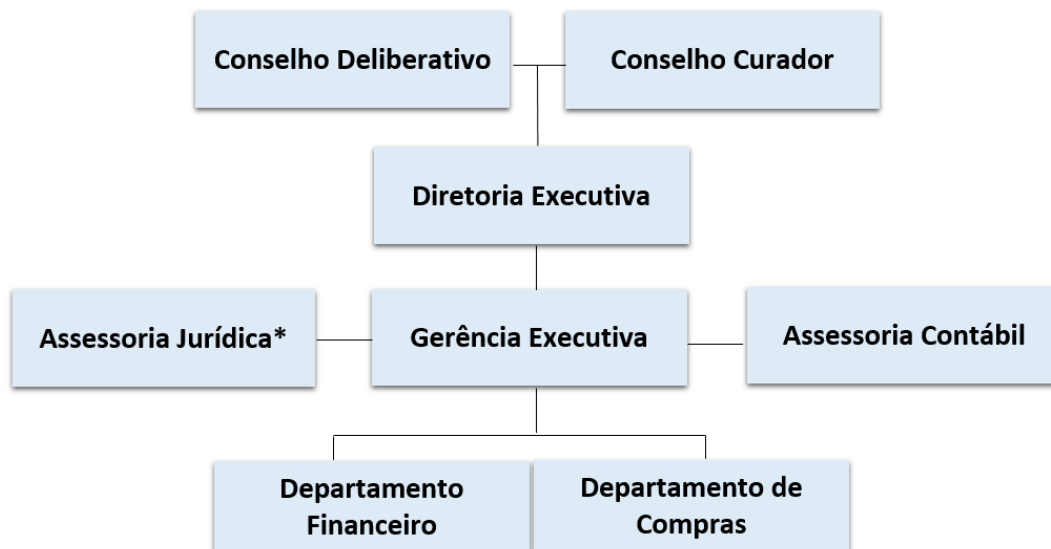 Conselho Deliberativo
Conselho Curador
Diretoria Executiva
Assessoria Jurídica*
Gerência Executiva
Assessoria Contábil
Departamento
Financeiro
Departamento de
Compras